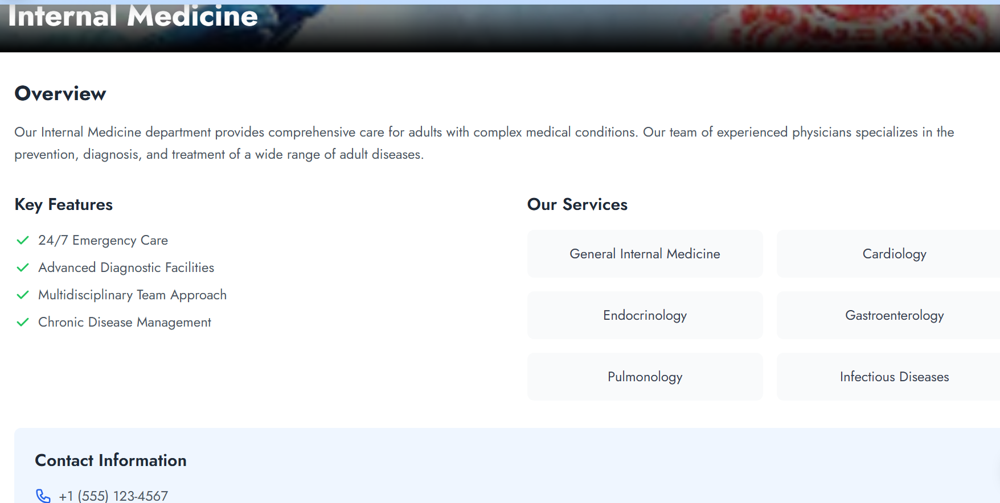 Internal Medicine
Overview
Our Internal Medicine department provides comprehensive care for adults with complex medical conditions. Our team of experienced physicians specializes in the
prevention, diagnosis, and treatment of a wide range of adult diseases.
Key Features
24/7 Emergency Care
Advanced Diagnostic Facilities
Multidisciplinary Team Approach
Chronic Disease Management
Our Services
General Internal Medicine
Cardiology
Endocrinology
Gastroenterology
Pulmonology
Infectious Diseases
Contact Information
+1 (555) 123-4567